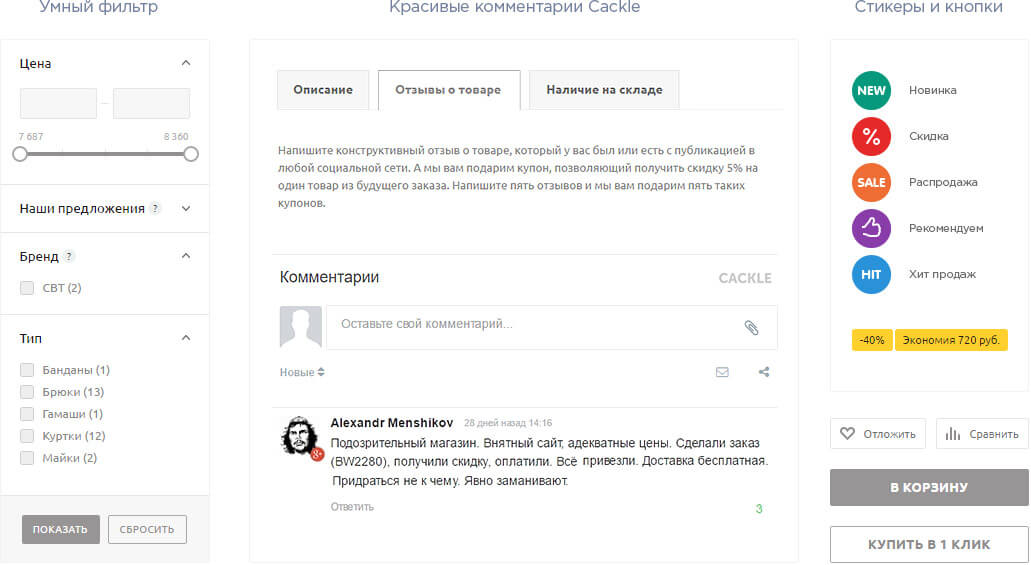 Умный фильтр
Цена
–
7 687 8 360
Наши предложения ?
Бренд ?
СВТ (2)
Тип
Банданы (1)
Брюки (13)
Гамаши (1)
Куртки (12)
Майки (2)
ПОКАЗАТЬ СБРОСИТЬ
Красивые комментарии Cackle
Описание Отзывы о товаре Наличие на складе
Напишите конструктивный отзыв о товаре, который у вас был или есть с публикацией в
любой социальной сети. А мы вам подарим купон, позволяющий получить скидку 5% на
один товар из будущего заказа. Напишите пять отзывов и мы вам подарим пять таких
купонов.
Комментарии CACKLE
Оставьте свой комментарий...
Новые
Alexandr Menshikov 28 дней назад 14:16
Подозрительный магазин. Внятный сайт, адекватные цены. Сделали заказ
(BW2280), получили скидку, оплатили. Всё привезли. Доставка бесплатная.
Придраться не к чему. Явно заманивают.
g+
Ответить 3
Стикеры и кнопки
NEW Новинка
% Скидка
SALE Распродажа
Рекомендуем
HIT Хит продаж
-40% Экономия 720 руб.
Отложить Сравнить
В КОРЗИНУ
КУПИТЬ В 1 КЛИК